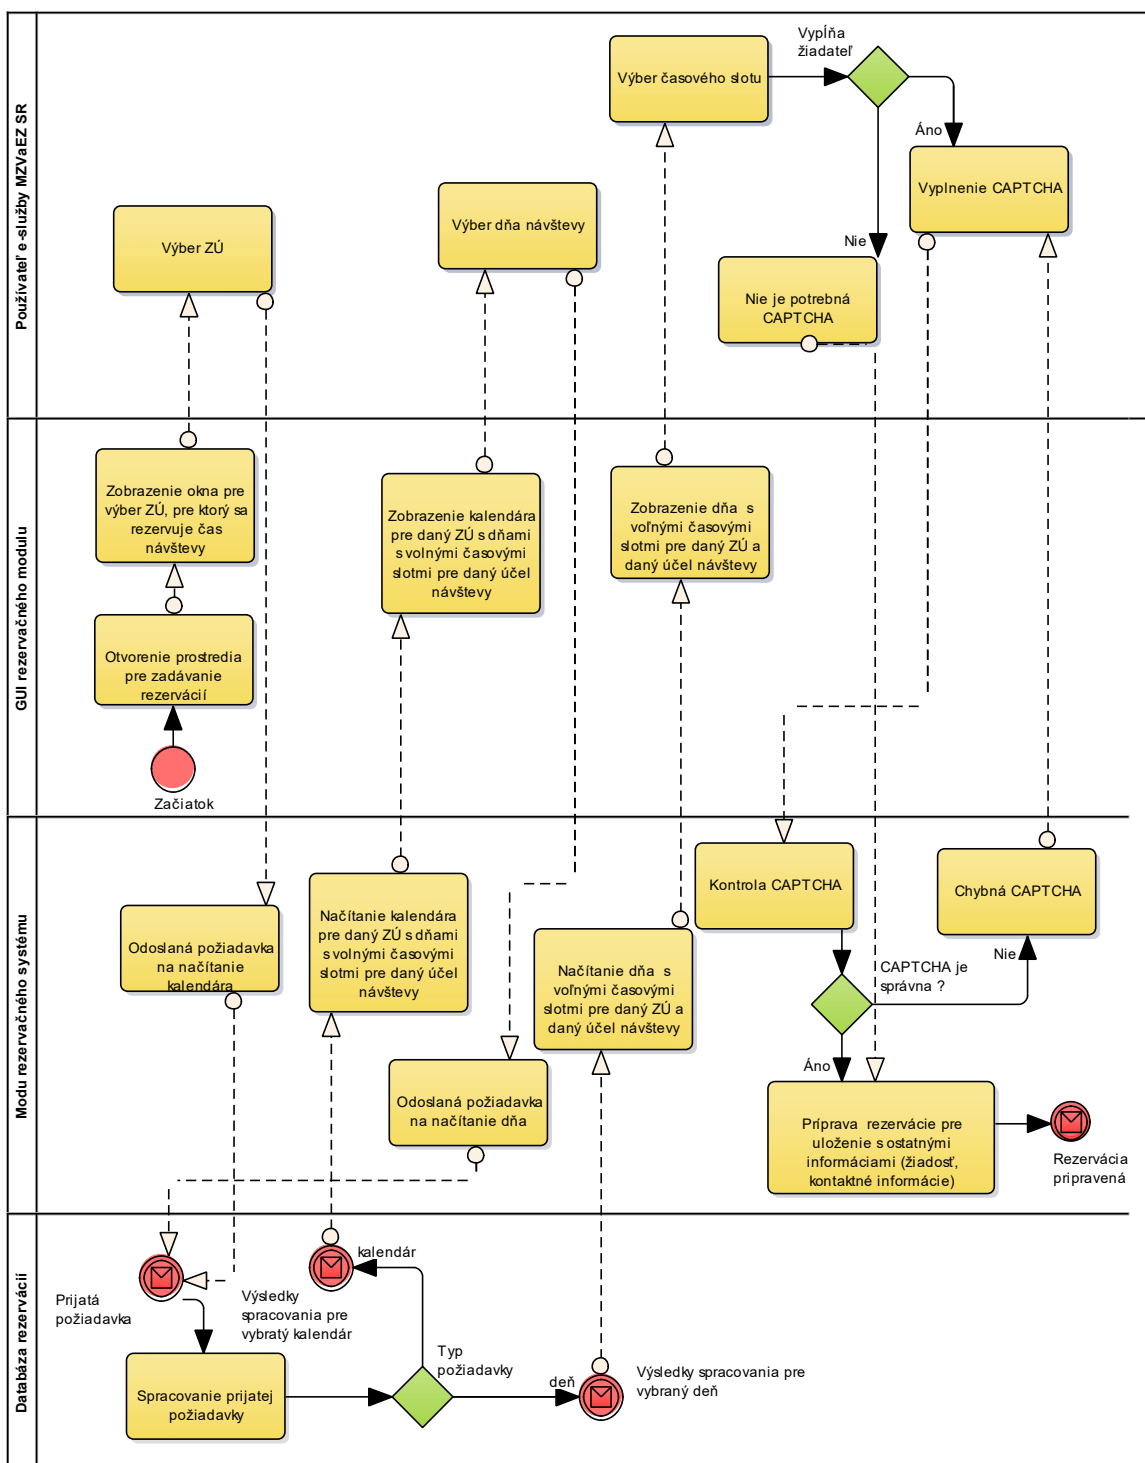 Používateľ e-služby MZVaEZ SR
Výber ZÚ
Výber dňa návštevy
Výber časového slotu
Vypĺňa
žiadateľ
Áno
Vyplnenie CAPTCHA
Nie
Nie je potrebná
CAPTCHA
GUI rezervačného modulu
Zobrazenie okna pre
výber ZÚ, pre ktorý sa
rezervuje čas
návštevy
Otvorenie prostredia
pre zadávanie
rezervácií
Začiatok
Zobrazenie kalendára
pre daný ZÚ s dňami
s volnými časovými
slotmi pre daný účel
návštevy
Zobrazenie dňa s
voľnými časovými
slotmi pre daný ZÚ a
daný účel návštevy
Modu rezervačného systému
Odoslaná požiadavka
na načítanie
kalendára
Načítanie kalendára
pre daný ZÚ s dňami
s volnými časovými
slotmi pre daný účel
návštevy
Odoslaná požiadavka
na načítanie dňa
Načítanie dňa s
voľnými časovými
slotmi pre daný ZÚ a
daný účel návštevy
Kontrola CAPTCHA
CAPTCHA je
správna ?
Nie
Chybná CAPTCHA
Áno
Príprava rezervácie pre
uloženie s ostatnými
informáciami (žiadosť,
kontaktné informácie)
Rezervácia
pripravená
Databáza rezervácií
Prijatá
požiadavka
Spracovanie prijatej
požiadavky
Výsledky
spracovania pre
vybratý kalendár
kalendár
Typ
požiadavky
deň
Výsledky spracovania pre
vybraný deň